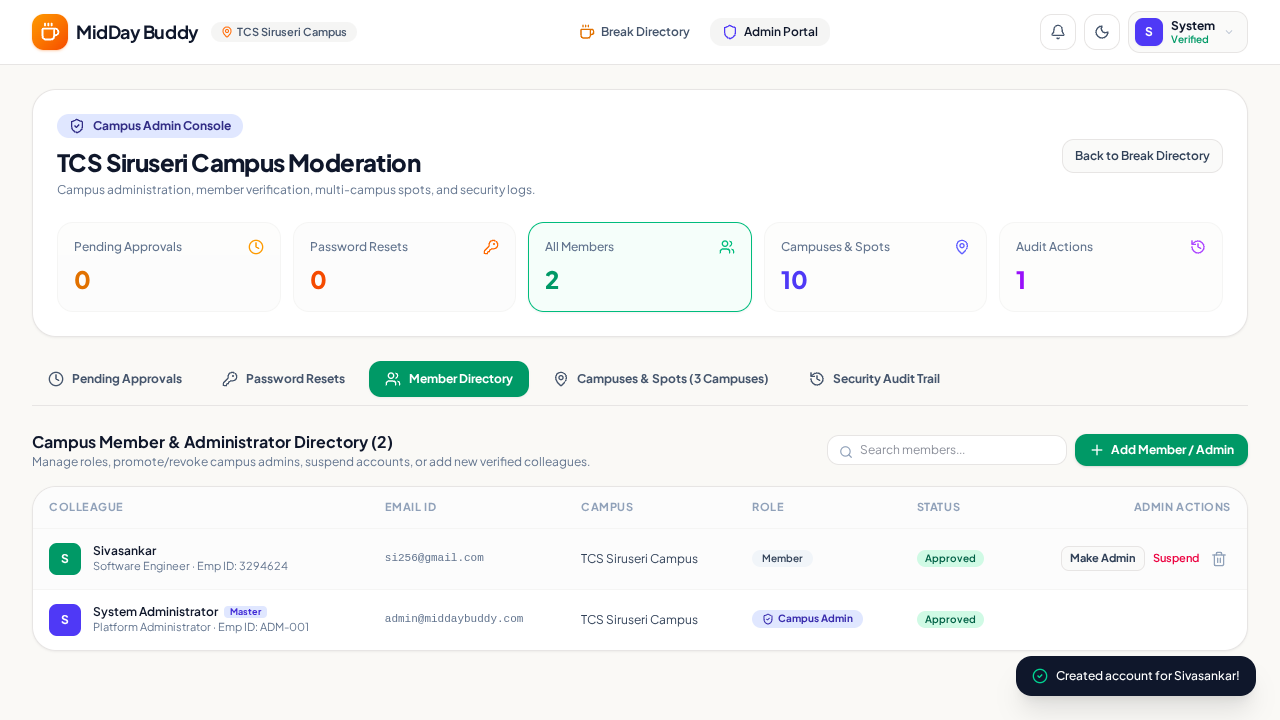 MidDay Buddy
TCS Siruseri Campus
Break Directory
Admin Portal
S
System
Verified
Campus Admin Console
TCS Siruseri Campus Moderation
Campus administration, member verification, multi-campus spots, and security logs.
Back to Break Directory
Pending Approvals
0
Password Resets
0
All Members
2
Campuses & Spots
10
Audit Actions
1
Pending Approvals
Password Resets
Member Directory
Campuses & Spots (3 Campuses)
Security Audit Trail
Campus Member & Administrator Directory (2)
Manage roles, promote/revoke campus admins, suspend accounts, or add new verified colleagues.
Search members...
Add Member / Admin
COLLEAGUE EMAIL ID CAMPUS ROLE STATUS ADMIN ACTIONS
S
Sivasankar
Software Engineer · Emp ID: 3294624
si256@gmail.com
TCS Siruseri Campus
Member
Approved
Make Admin
Suspend
S
System Administrator Master
Platform Administrator · Emp ID: ADM-001
admin@middaybuddy.com
TCS Siruseri Campus
Campus Admin
Approved
Created account for Sivasankar!